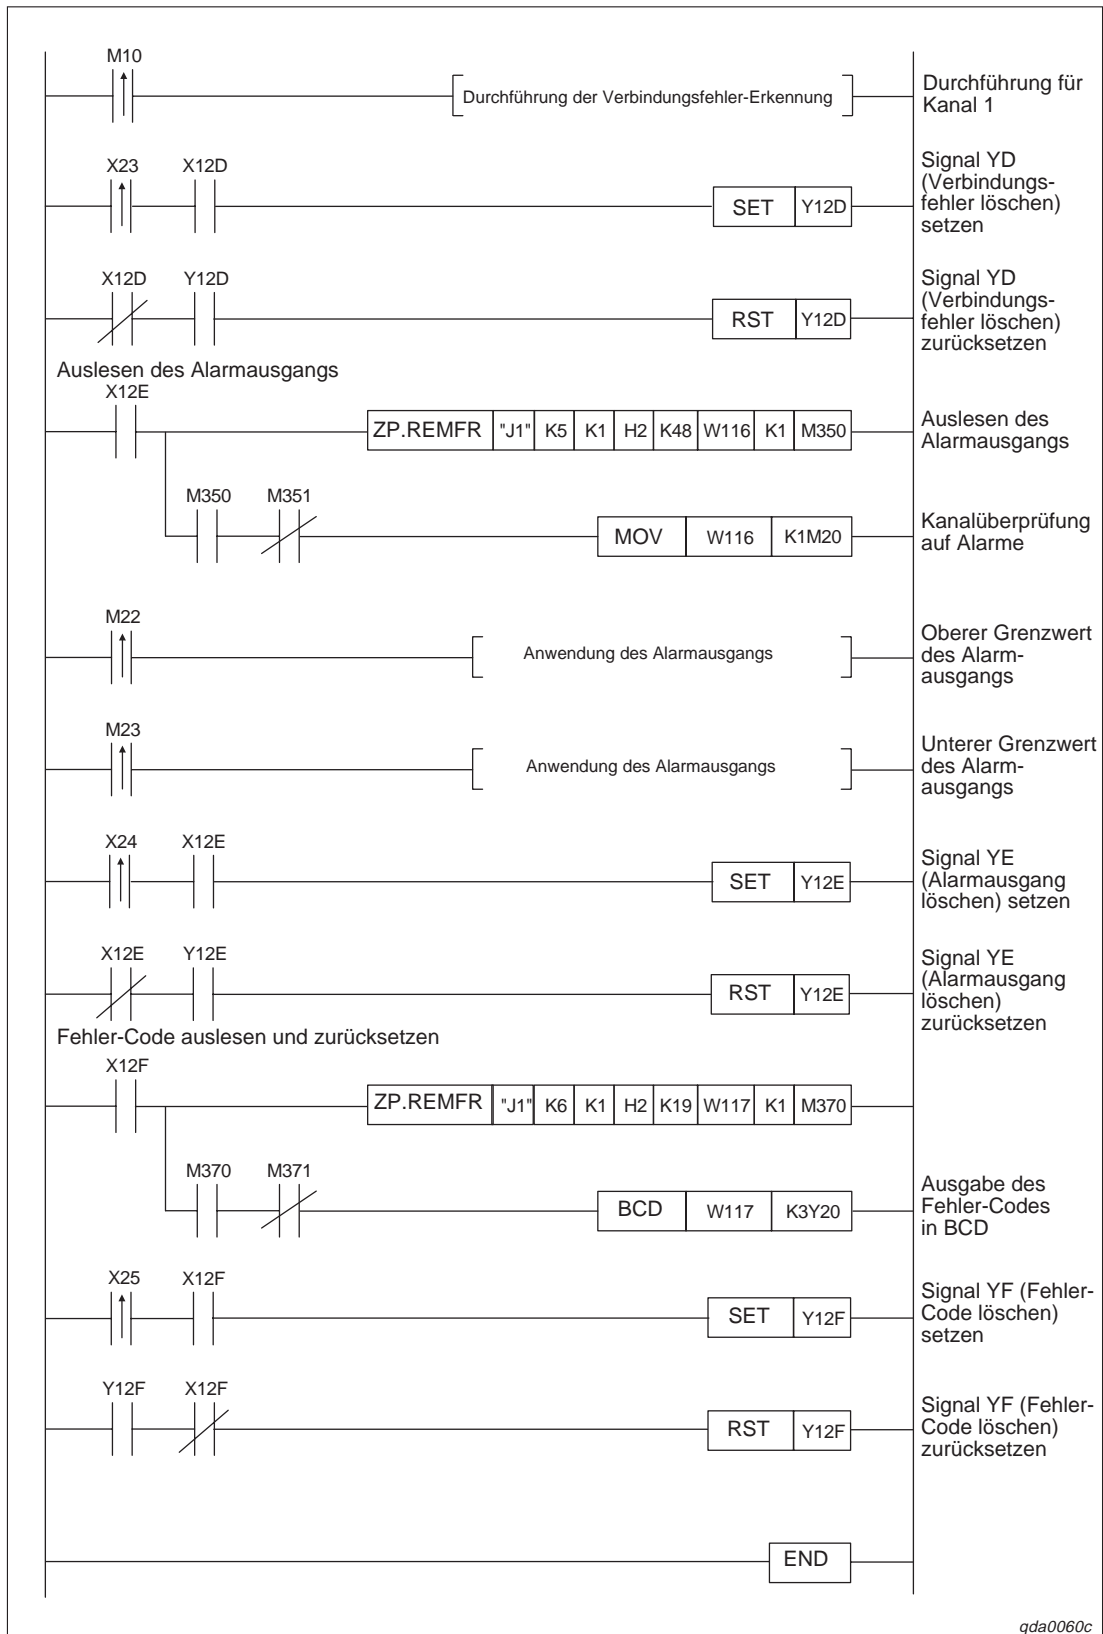 M10
Durchführung der Verbindungsfehler-Erkennung
Durchführung für
Kanal 1
X23 X12D
SET Y12D
Signal YD
(Verbindungs-
fehler löschen)
setzen
X12D Y12D
RST Y12D
Signal YD
(Verbindungs-
fehler löschen)
zurücksetzen
Auslesen des Alarmausgangs
X12E
ZP.REMFR "J1" K5 K1 H2 K48 W116 K1 M350
Auslesen des
Alarmausgangs
M350 M351
MOV W116 K1M20
Kanalüberprüfung
auf Alarme
M22
Anwendung des Alarmausgangs
Oberer Grenzwert
des Alarm-
ausgangs
M23
Anwendung des Alarmausgangs
Unterer Grenzwert
des Alarm-
ausgangs
X24 X12E
SET Y12E
Signal YE
(Alarmausgang
löschen) setzen
X12E Y12E
RST Y12E
Signal YE
(Alarmausgang
löschen)
zurücksetzen
Fehler-Code auslesen und zurücksetzen
X12F
ZP.REMFR "J1" K6 K1 H2 K19 W117 K1 M370
M370 M371
BCD W117 K3Y20
Ausgabe des
Fehler-Codes
in BCD
X25 X12F
SET Y12F
Signal YF (Fehler-
Code löschen)
setzen
Y12F X12F
RST Y12F
Signal YF (Fehler-
Code löschen)
zurücksetzen
END
qda0060c